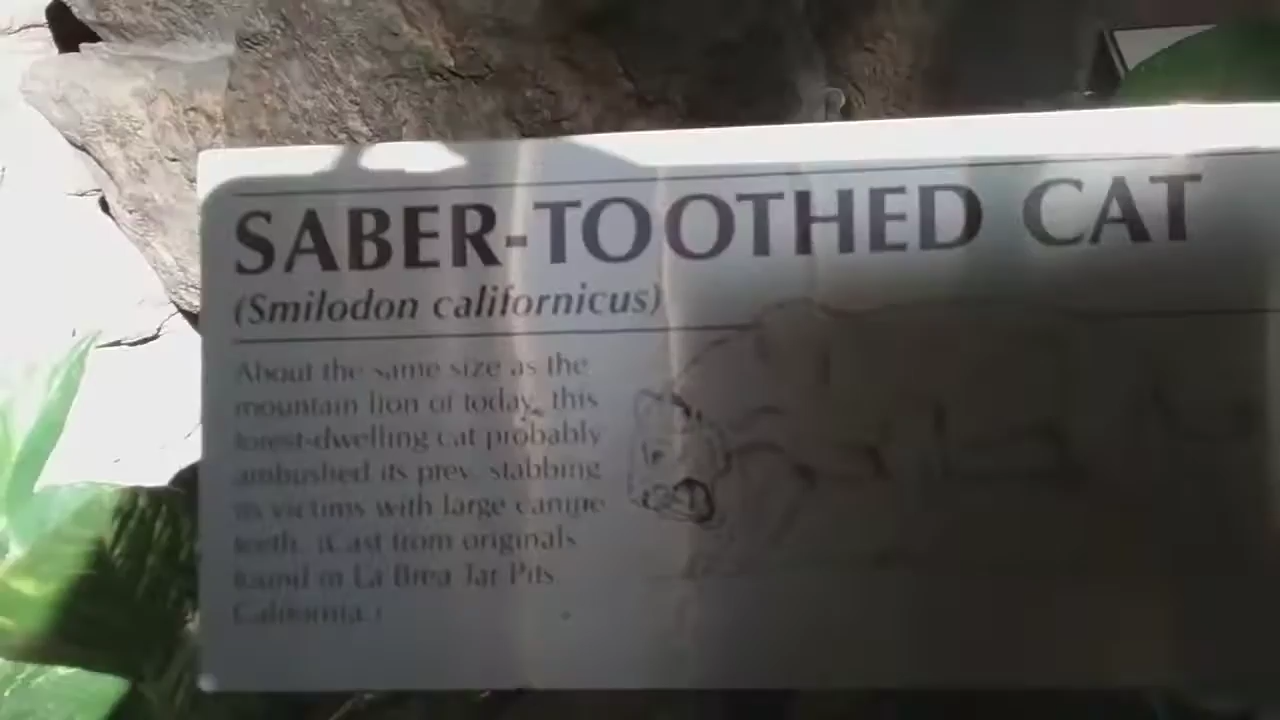 SABER-TOOTHED CAT
(Smilodon californicus)
About the same size as the
mountain lion of today, this
forest-dwelling cat probably
ambushed its prey, stabbing
its victims with large canine
teeth. (Cast from originals
found in La Brea Tar Pits
California.)